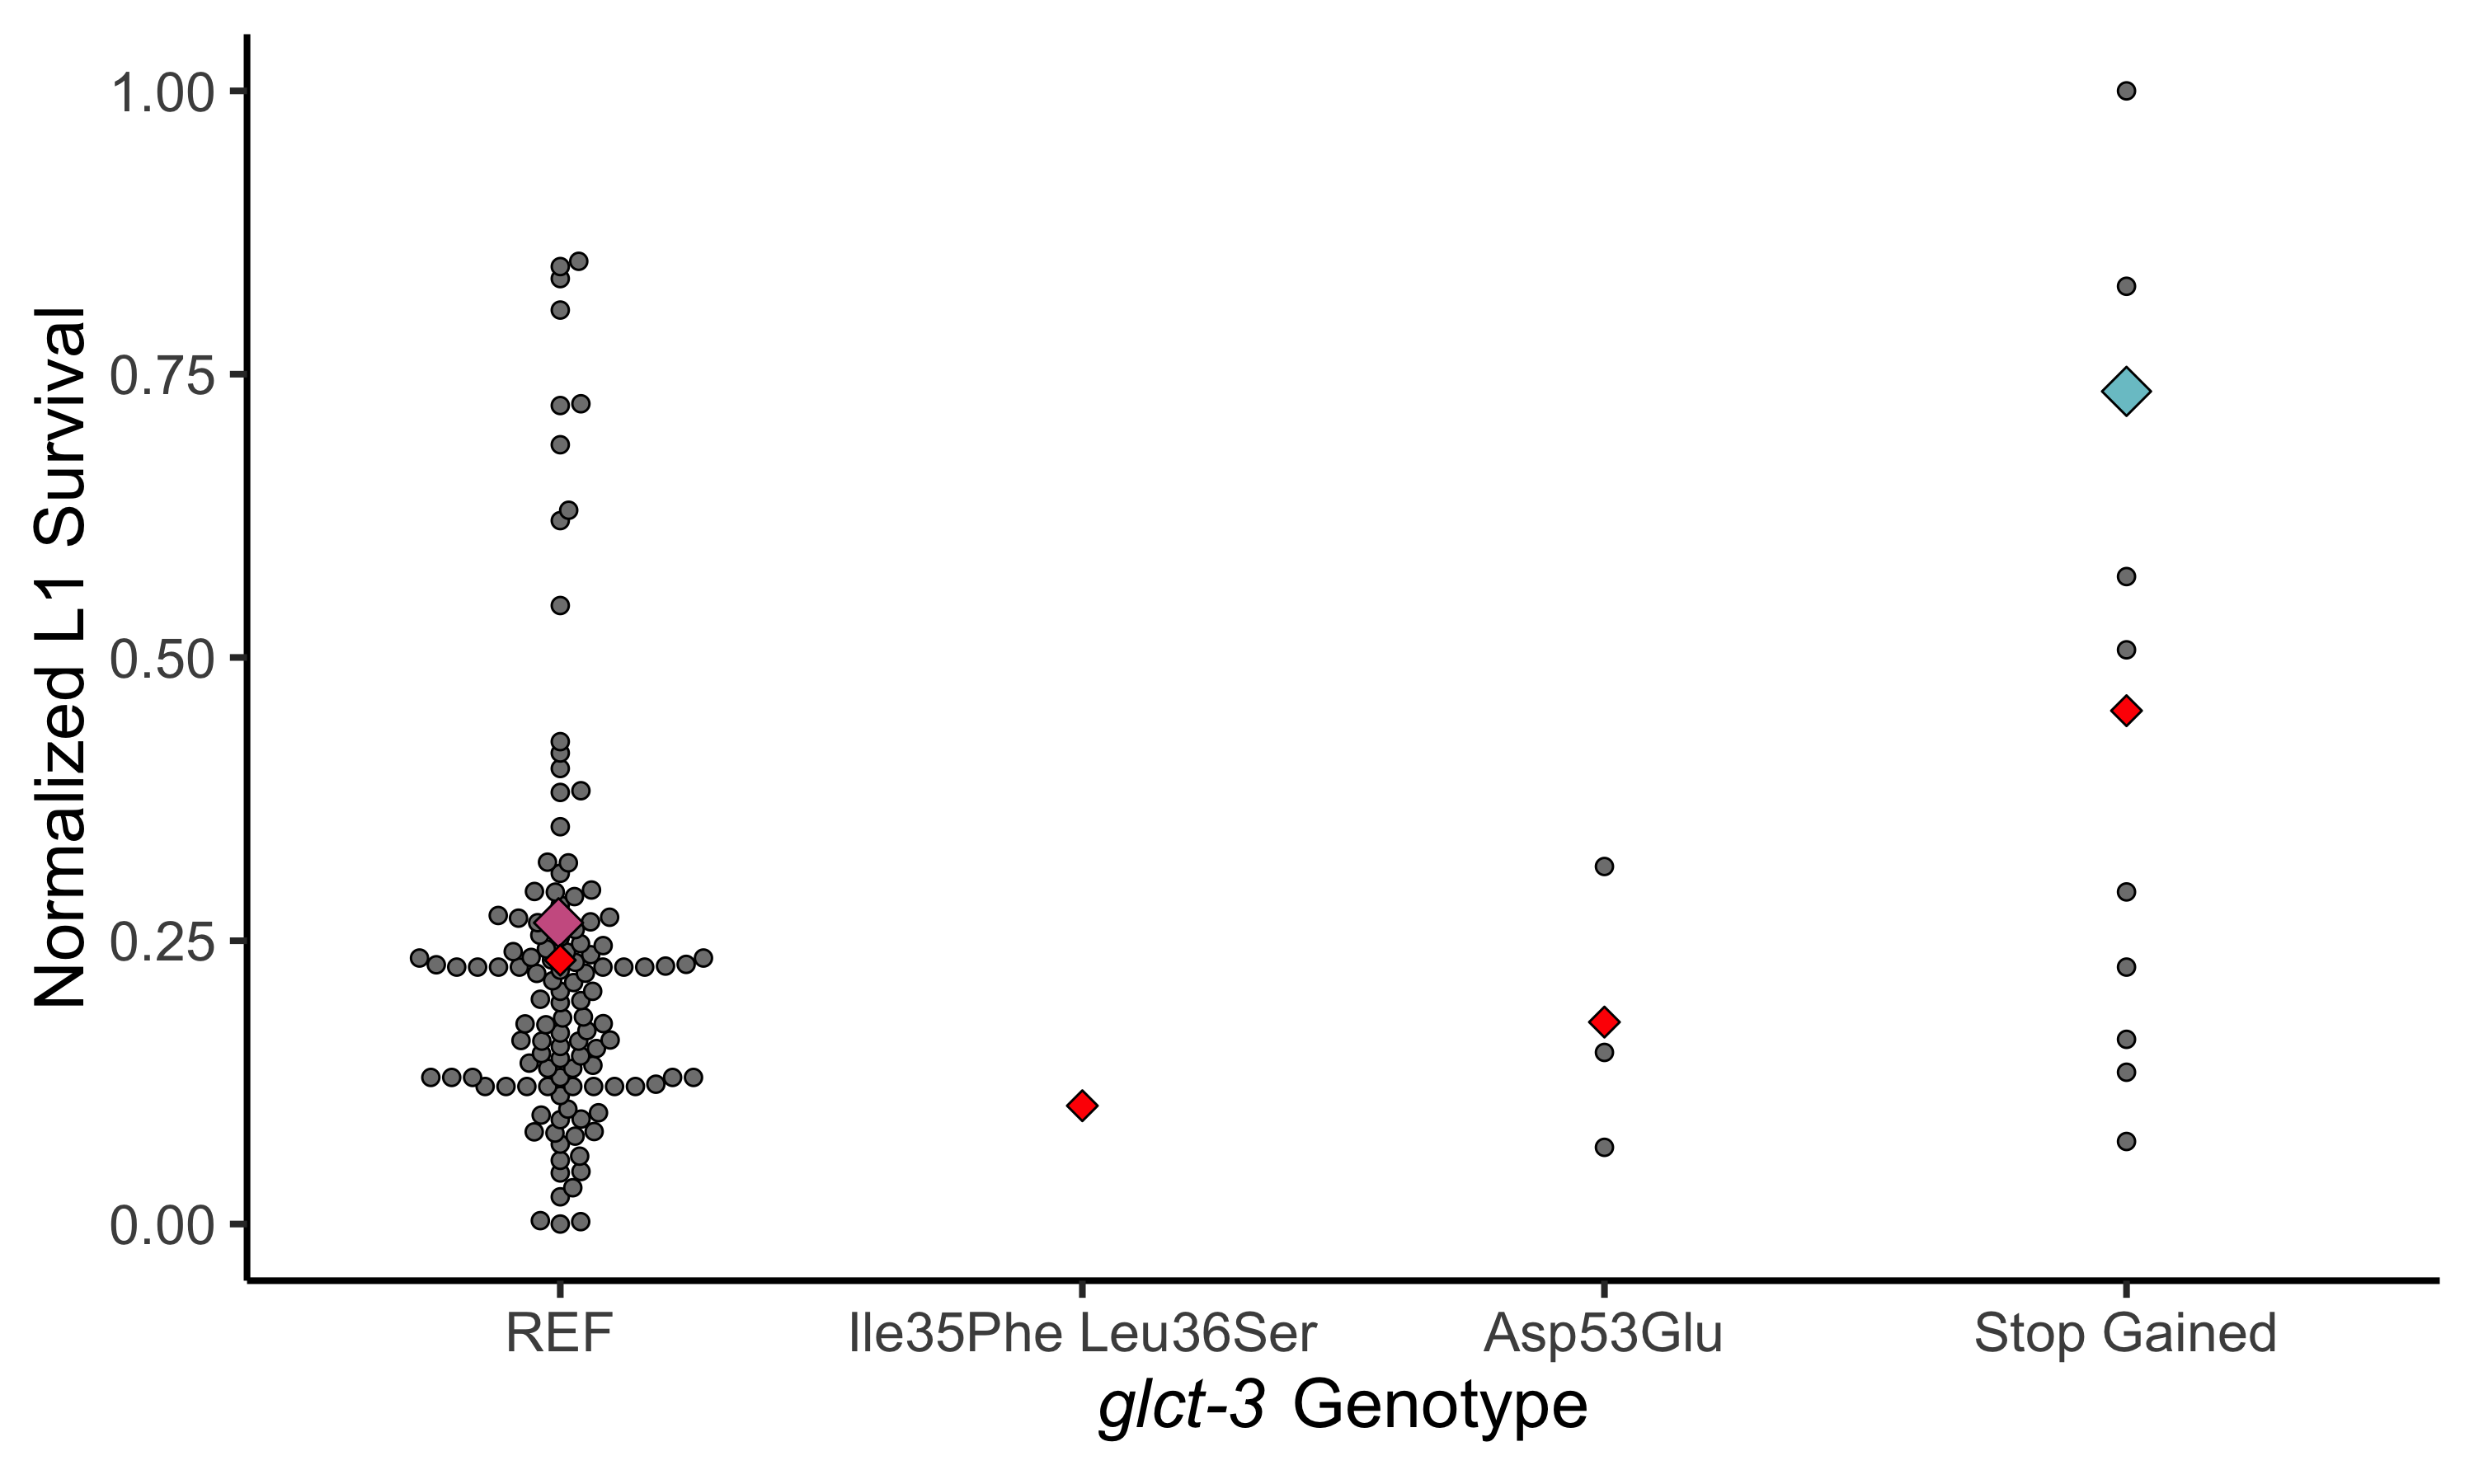 Normalized L1 Survival
1.00
0.75
0.50
0.25
0.00
REF
Ile35Phe Leu36Ser
Asp53Glu
Stop Gained
glct-3 Genotype